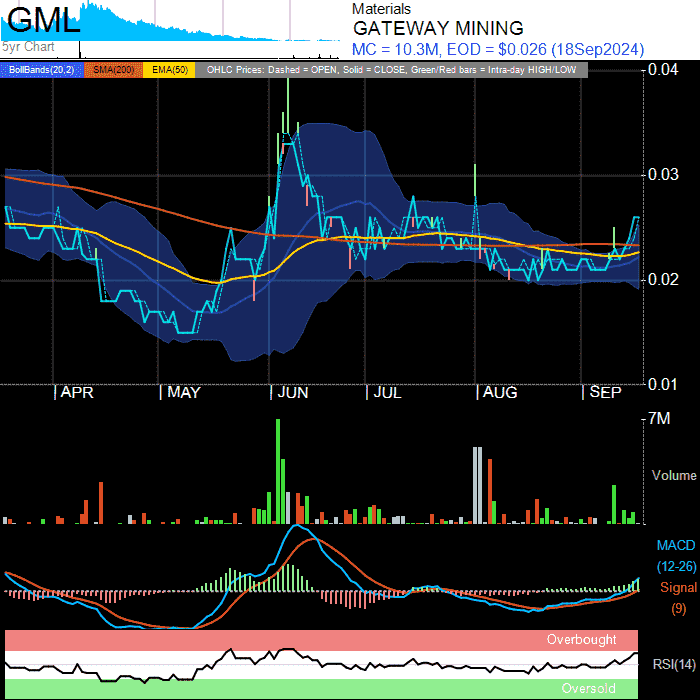 GML
5yr Chart
Materials
GATEWAY MINING
MC = 10.3M, EOD = $0.026 (18Sep2024)
BollBands(20,2) SMA(200) EMA(50) OHLC Prices: Dashed = OPEN, Solid = CLOSE, Green/Red bars = Intra-day HIGH/LOW
0.04
0.03
0.02
0.01
APR MAY JUN JUL AUG SEP
7M
Volume
MACD
(12-26)
Signal
(9)
Overbought
RSI(14)
Oversold